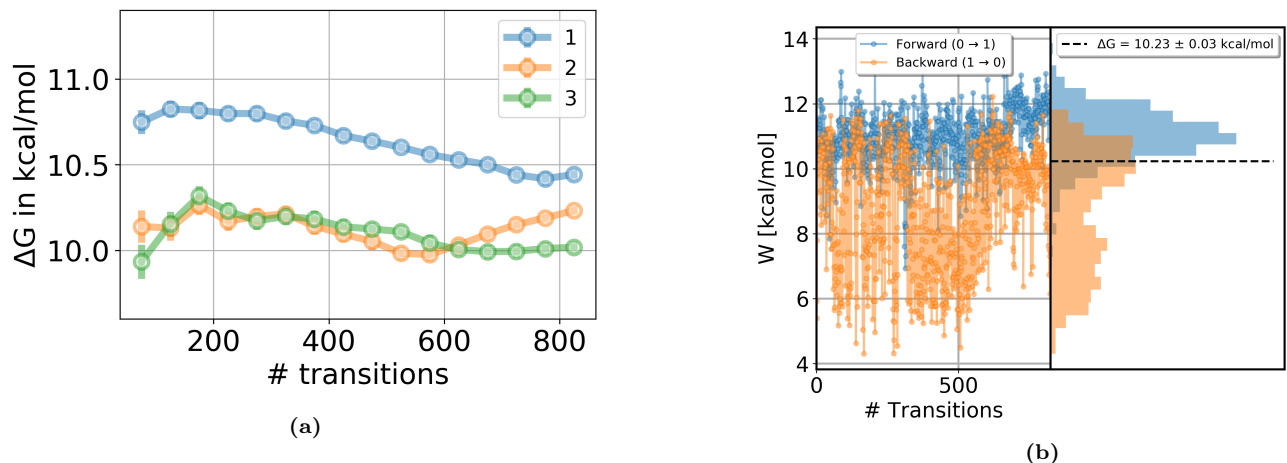 ΔG in kcal/mol
11.0
10.5
10.0
200
400
600
800
# transitions
1
2
3
(a)
W [kcal/mol]
14
12
10
8
6
4
0
500
# Transitions
Forward (0 → 1)
Backward (1 → 0)
ΔG = 10.23 ± 0.03 kcal/mol
(b)